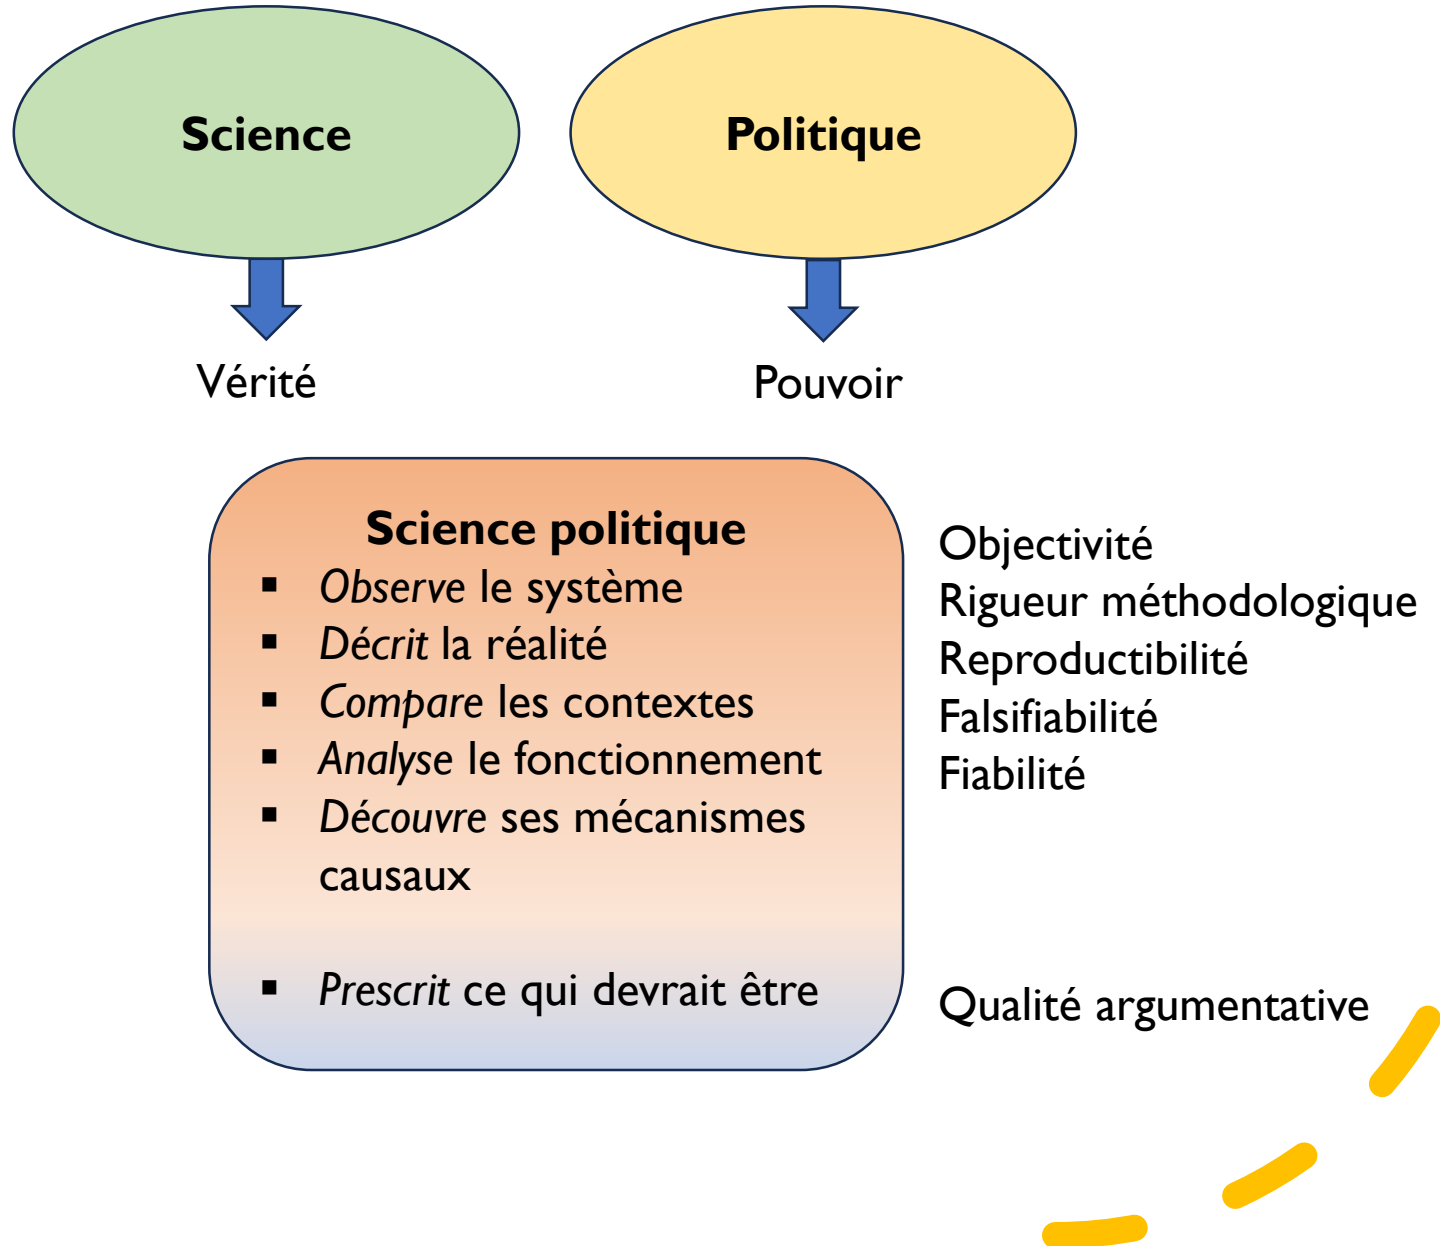 Science
Politique
Vérité
Pouvoir
Science politique
▪ Observe le système
▪ Décrit la réalité
▪ Compare les contextes
▪ Analyse le fonctionnement
▪ Découvre ses mécanismes
causaux
▪ Prescrit ce qui devrait être
Objectivité
Rigueur méthodologique
Reproductibilité
Falsifiabilité
Fiabilité
Qualité argumentative